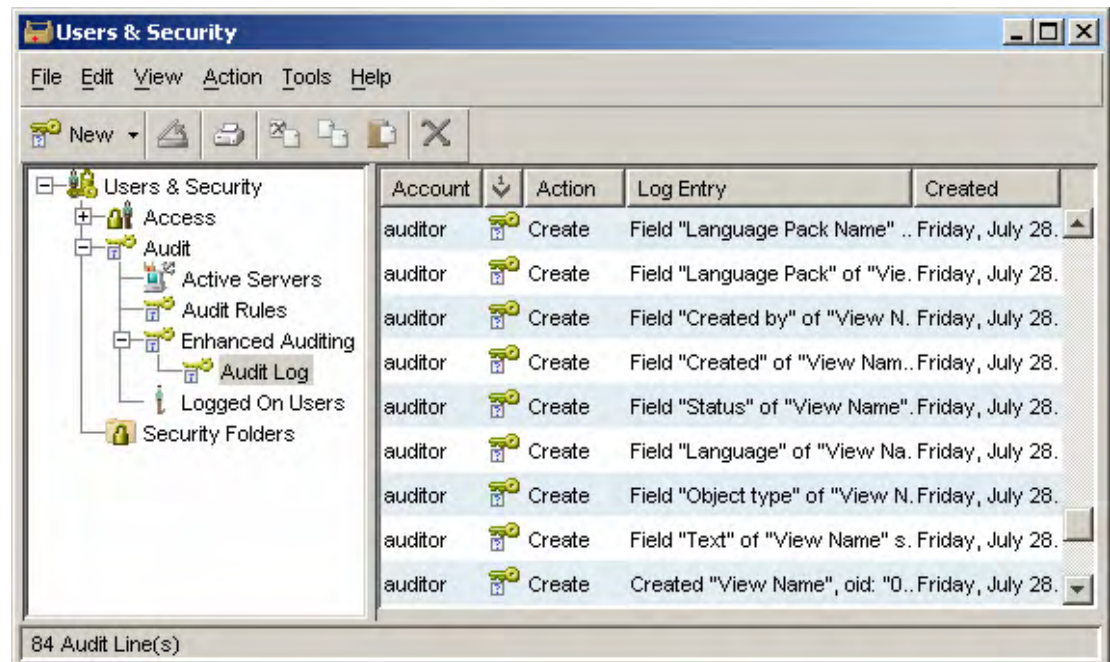 Users & Security
File Edit View Action Tools Help
New
Users & Security
Access
Audit
Active Servers
Audit Rules
Enhanced Auditing
Audit Log
Logged On Users
Security Folders
Account 1 Action Log Entry Created
auditor Create Field "Language Pack Name" .. Friday, July 28.
auditor Create Field "Language Pack" of "Vie. Friday, July 28.
auditor Create Field "Created by" of "View N. Friday, July 28.
auditor Create Field "Created" of "View Nam.. Friday, July 28.
auditor Create Field "Status" of "View Name". Friday, July 28.
auditor Create Field "Language" of "View Na. Friday, July 28.
auditor Create Field "Object type" of "View N. Friday, July 28.
auditor Create Field "Text" of "View Name" s. Friday, July 28.
auditor Create Created "View Name", oid: "0.. Friday, July 28.
84 Audit Line(s)